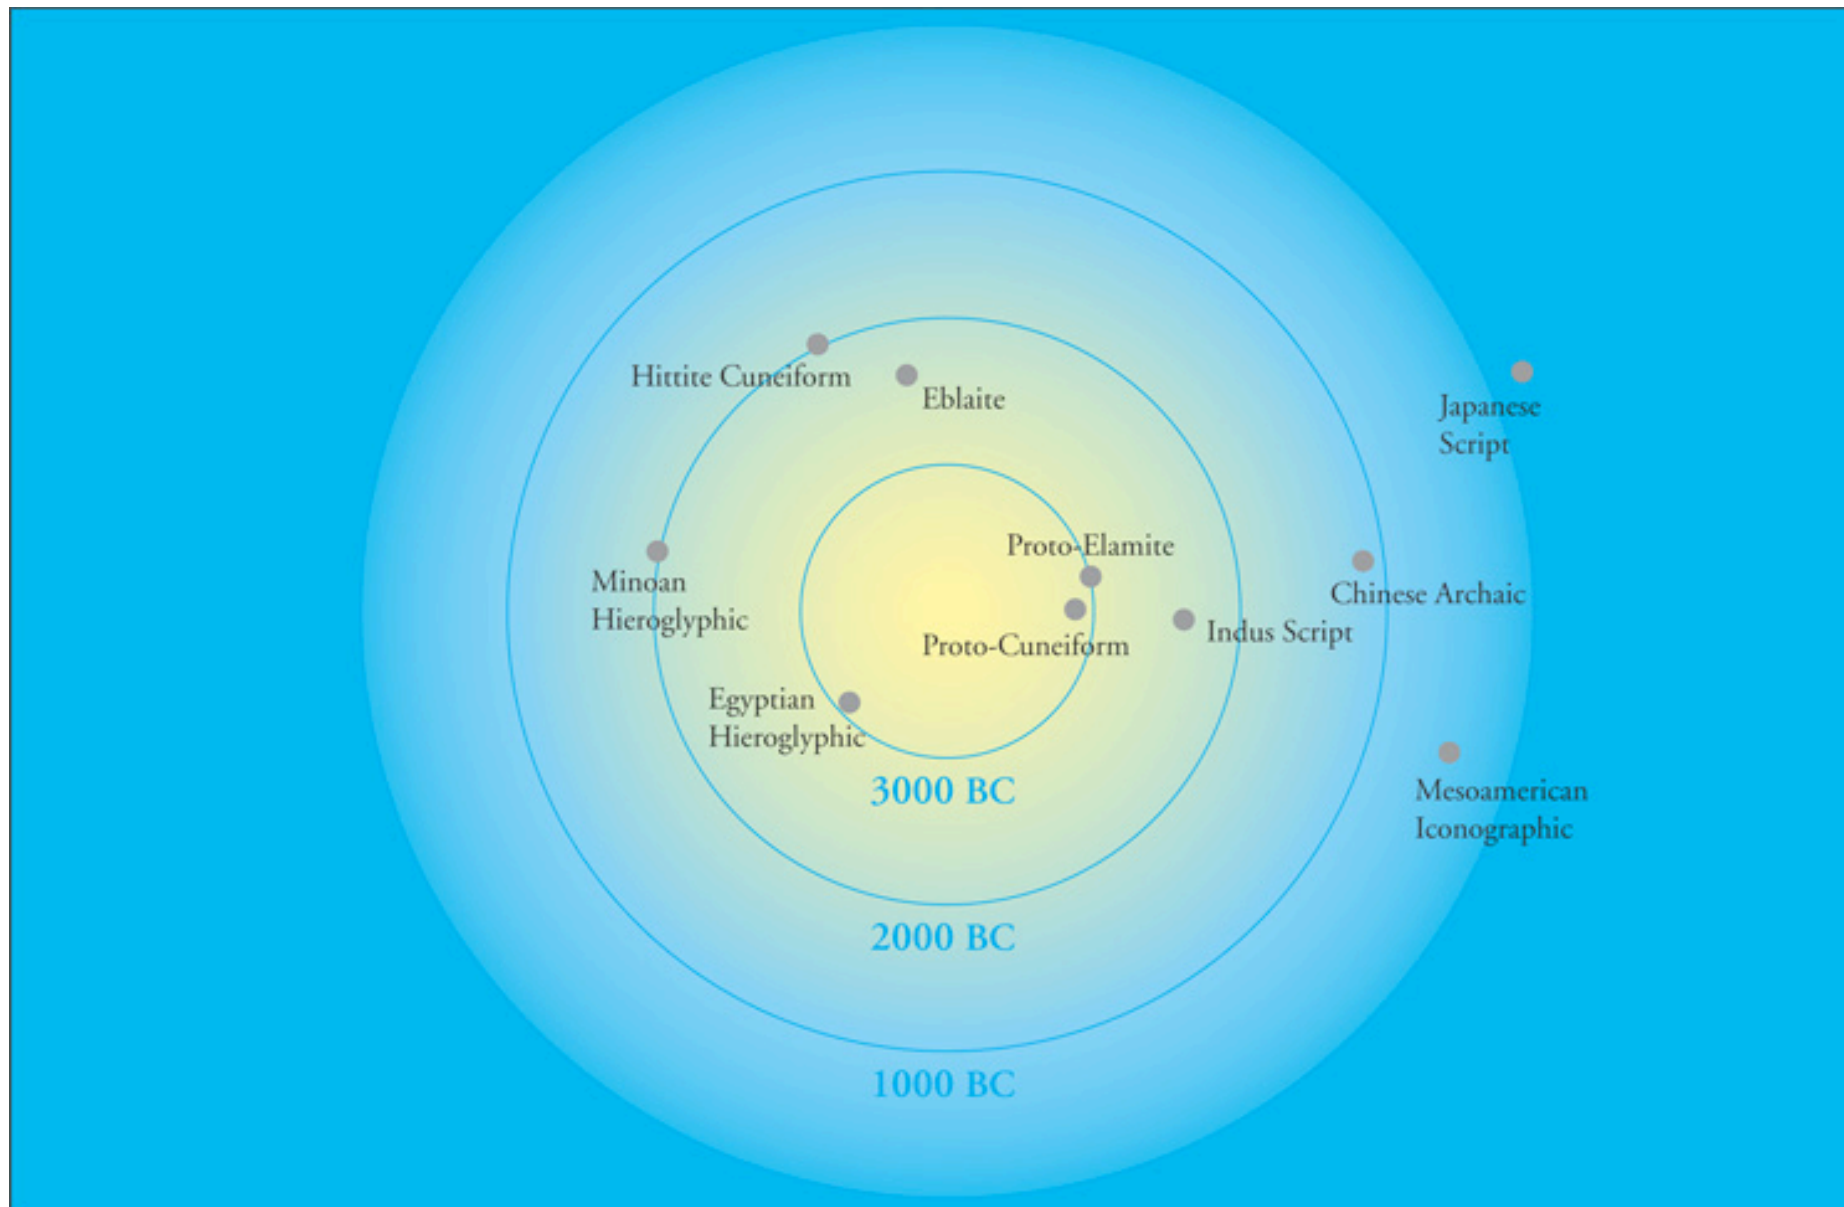 Hittite Cuneiform
Eblaite
Japanese
Script
Proto-Elamite
Minoan
Hieroglyphic
Chinese Archaic
Indus Script
Proto-Cuneiform
Egyptian
Hieroglyphic
3000 BC
Mesoamerican
Iconographic
2000 BC
1000 BC